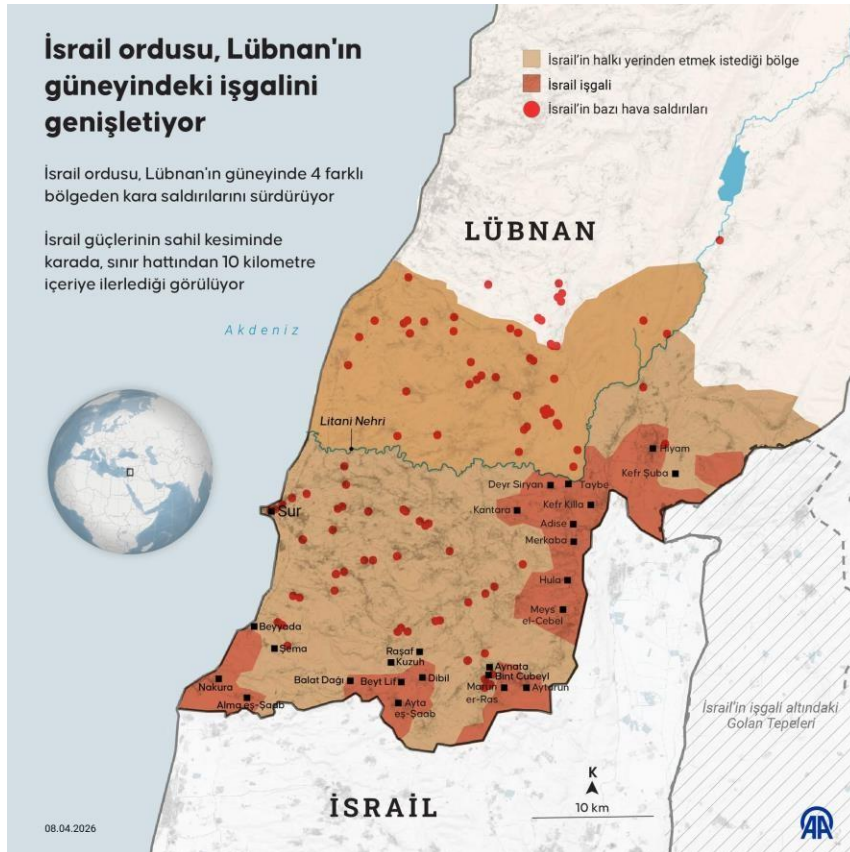 İsrail ordusu, Lübnan'ın
güneyindeki işgalini
genişletiyor
İsrail ordusu, Lübnan'ın güneyinde 4 farklı
bölgeden kara saldırılarını sürdürüyor
İsrail güçlerinin sahil kesiminde
karada, sınır hattından 10 kilometre
içeriye ilerlediği görülüyor
İsrail'in halkı yerinden etmek istediği bölge
İsrail işgali
İsrail'in bazı hava saldırıları
LÜBNAN
Akdeniz
Litani Nehri
Hiyam
Kefr Şuba
Deyr Siryan
Taybe
Kefr Killa
Kantara
Sur
Adise
Merkaba
Hula
Meys
el-Cebel
Beyyada
Şema
Raşaf
Kuzuh
Aynata
Bint Cubeyl
Nakura
Balat Dağı
Beyt Lif
Dibil
Marun
er-Ras
Aytarun
Alma eş-Şaab
Ayta
eş-Şaab
İsrail'in işgali altındaki
Golan Tepeleri
K
10 km
İSRAİL
08.04.2026
AA